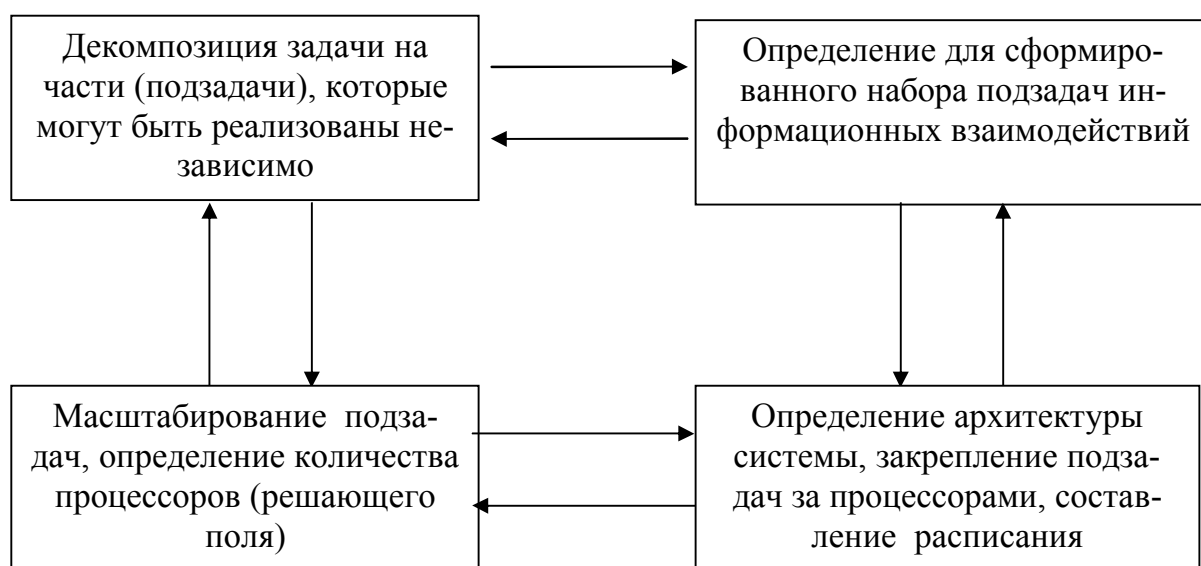 Декомпозиция задачи на
части (подзадачи), которые
могут быть реализованы не-
зависимо
Определение для сформиро-
ванного набора подзадач ин-
формационных взаимодействий
Масштабирование подза-
дач, определение количества
процессоров (решающего
поля)
Определение архитектуры
системы, закрепление подза-
дач за процессорами, состав-
ление расписания